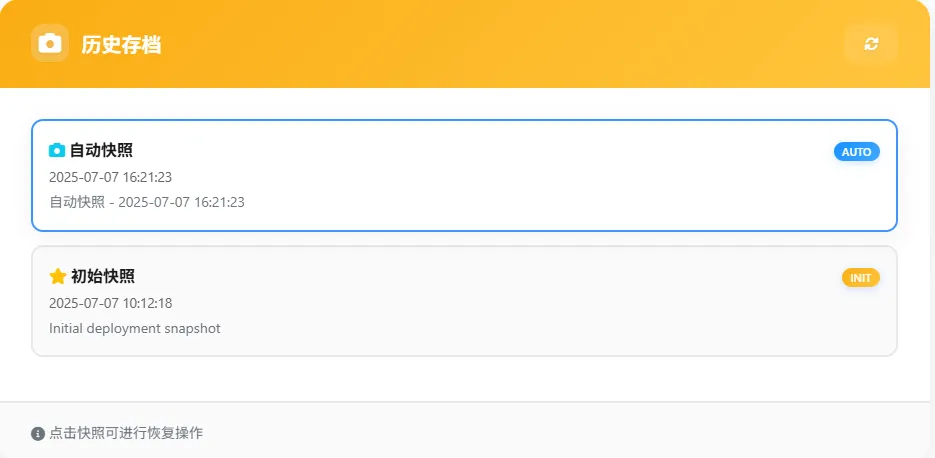 历史存档
自动快照
AUTO
2025-07-07 16:21:23
自动快照 - 2025-07-07 16:21:23
初始快照
INIT
2025-07-07 10:12:18
Initial deployment snapshot
点击快照可进行恢复操作